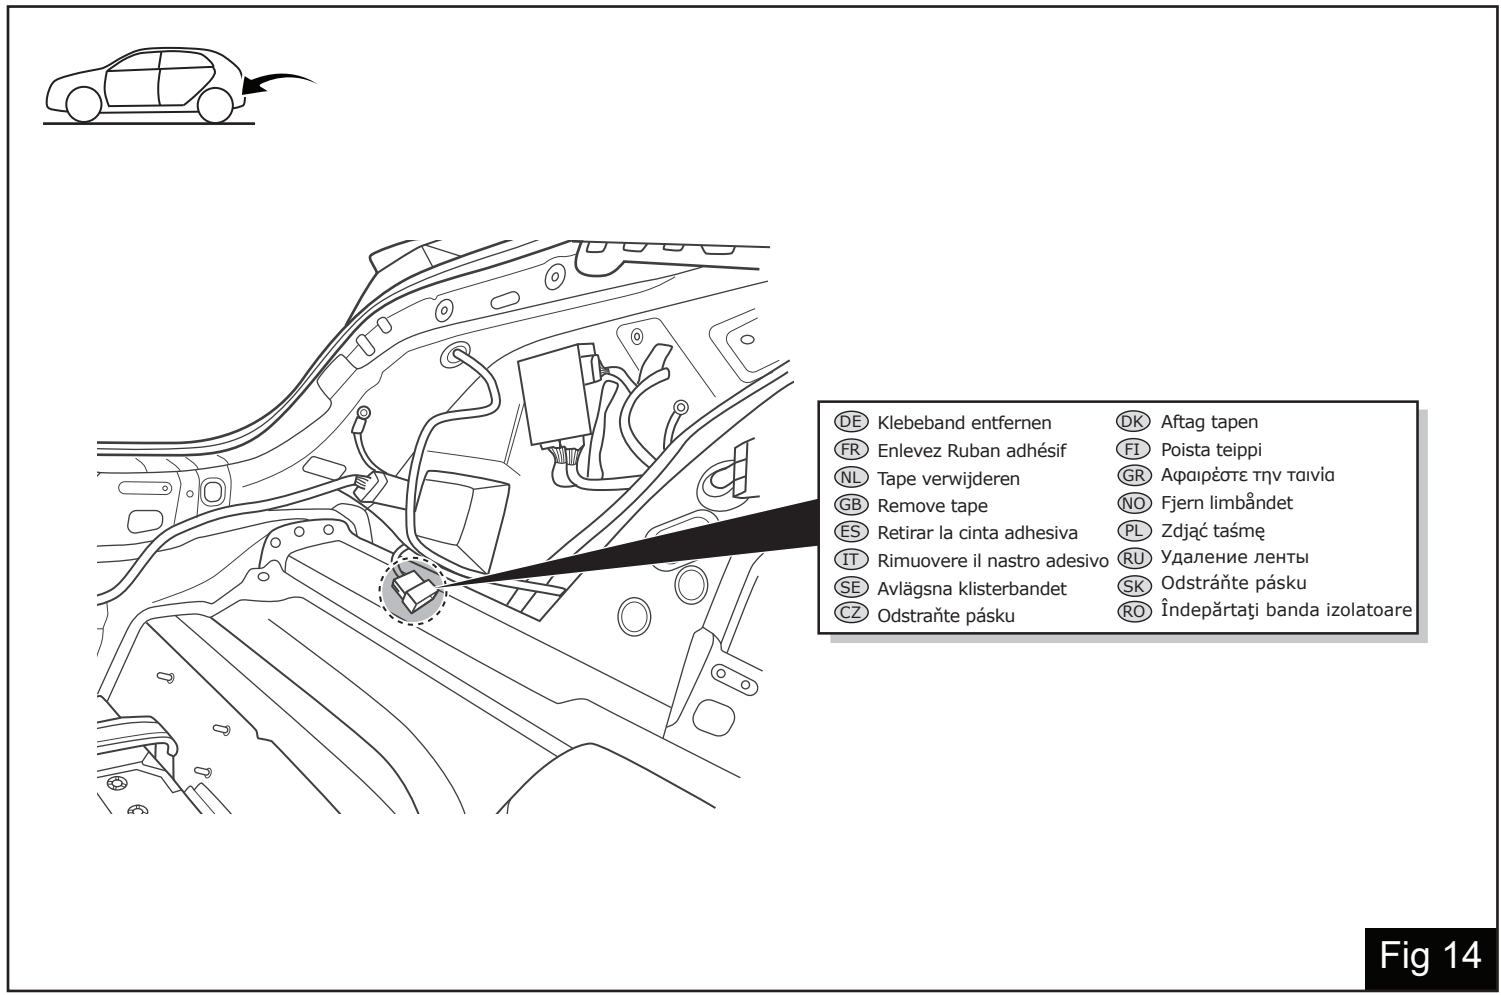 DE Klebeband entfernen
FR Enlevez Ruban adhésif
NL Tape verwijderen
GB Remove tape
ES Retirar la cinta adhesiva
IT Rimuovere il nastro adesivo
SE Avlägsna klisterbandet
CZ Odstraňte pásku
DK Aftag tapen
FI Poista teippi
GR Αφαιρέστε την ταινία
NO Fjern limbåndet
PL Zdjąć taśmę
RU Удаление ленты
SK Odstráňte pásku
RO Îndepărtaţi banda izolatoare
Fig 14